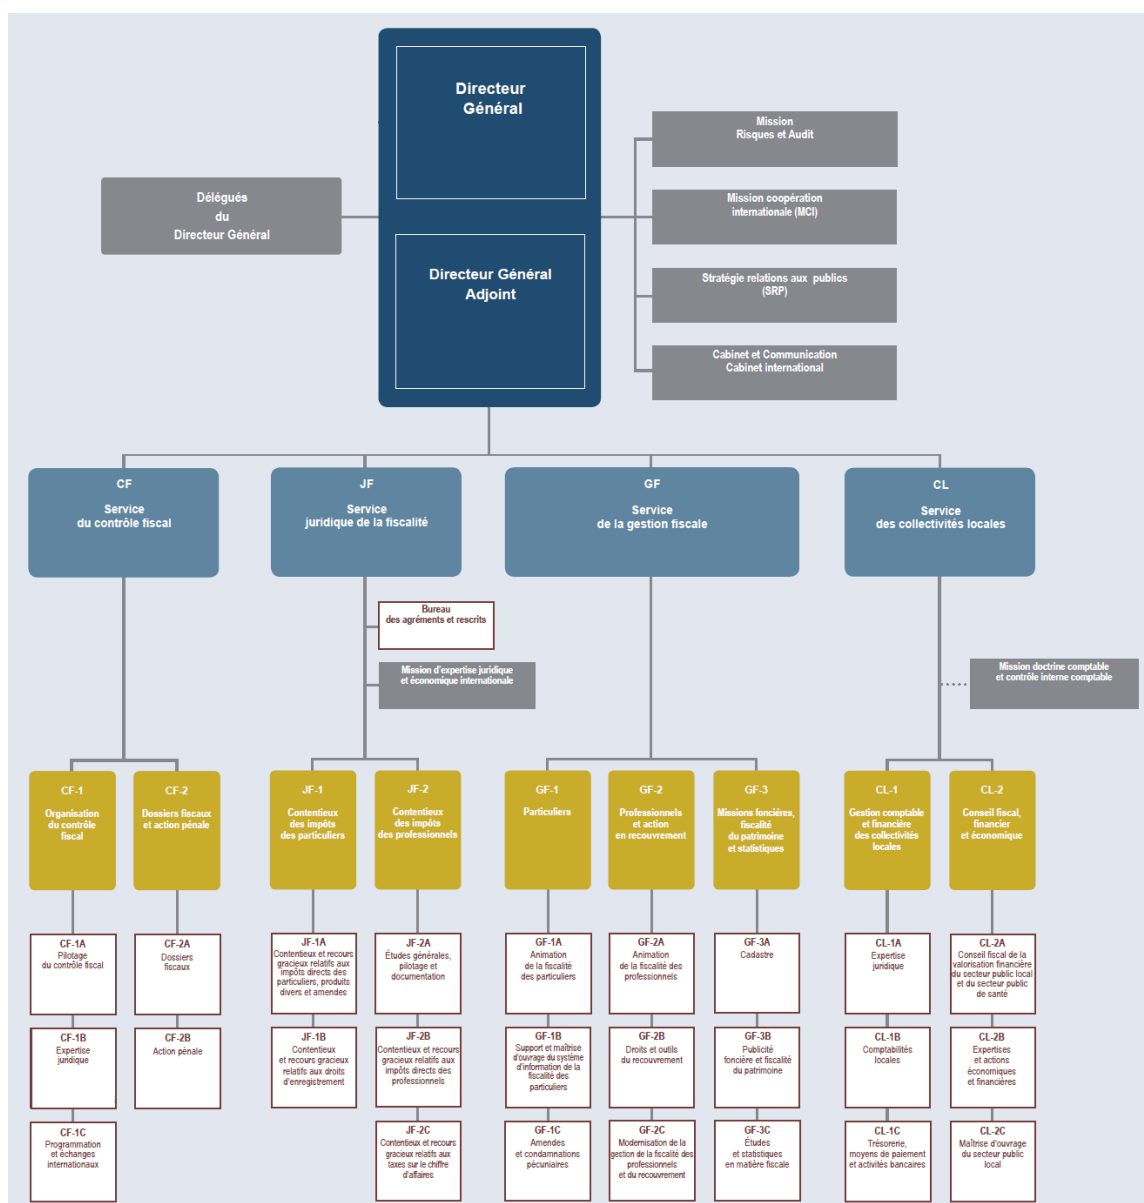 Directeur
Général
Directeur Général
Adjoint
Délégués
du
Directeur Général
Mission
Risques et Audit
Mission coopération
internationale (MCI)
Stratégie relations aux publics
(SRP)
Cabinet et Communication
Cabinet international
CF
Service
du contrôle fiscal
JF
Service
juridique de la fiscalité
GF
Service
de la gestion fiscale
CL
Service
des collectivités locales
Bureau
des agréments et rescrits
Mission d'expertise juridique
et économique internationale
Mission doctrine comptable
et contrôle interne comptable
CF-1
Organisation
du contrôle
fiscal
CF-2
Dossiers fiscaux
et action pénale
JF-1
Contentieux
des impôts
des particuliers
JF-2
Contentieux
des impôts
des professionnels
GF-1
Particuliers
GF-2
Professionnels
et action
en recouvrement
GF-3
Missions foncières,
fiscalité
du patrimoine
et statistiques
CL-1
Gestion comptable
et financière
des collectivités
locales
CL-2
Conseil fiscal,
financier
et économique
CF-1A
Pilotage
du contrôle fiscal
CF-2A
Dossiers
fiscaux
JF-1A
Contentieux et recours
gracieux relatifs aux
impôts directs des
particuliers, produits
divers et amendes
JF-2A
Études générales,
pilotage et
documentation
GF-1A
Animation
de la fiscalité
des particuliers
GF-2A
Animation
de la fiscalité des
professionnels
GF-3A
Cadastre
CL-1A
Expertise
juridique
CL-2A
Conseil fiscal de la
valorisation financière
du secteur public local
et du secteur public
de santé
CF-1B
Expertise
juridique
CF-2B
Action pénale
JF-1B
Contentieux
et recours gracieux
relatifs aux droits
d'enregistrement
JF-2B
Contentieux et recours
gracieux relatifs aux
impôts directs des
professionnels
GF-1B
Support et maîtrise
d'ouvrage du système
d'information de la
fiscalité des
particuliers
GF-2B
Droits et outils
du recouvrement
GF-3B
Publicité
foncière et fiscalité
du patrimoine
CL-1B
Comptabilités
locales
CL-2B
Expertises
et actions
économiques
et financières
CF-1C
Programmation
et échanges
internationaux
JF-2C
Contentieux et recours
gracieux relatifs aux
taxes sur le chiffre
d'affaires
GF-1C
Amendes
et condamnations
pécuniaires
GF-2C
Modernisation de la
gestion de la fiscalité des
professionnels
et du recouvrement
GF-3C
Études
et statistiques
en matière fiscale
CL-1C
Trésorerie,
moyens de paiement
et activités bancaires
CL-2C
Maîtrise d'ouvrage
du secteur public
local